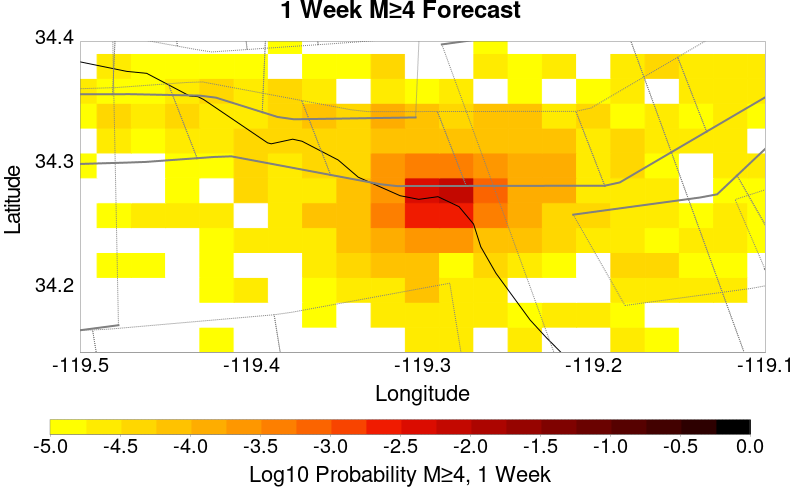 1 Week M≥4 Forecast
34.4
34.3
34.2
Latitude
-119.5 -119.4 -119.3 -119.2 -119.1
Longitude
-5.0 -4.5 -4.0 -3.5 -3.0 -2.5 -2.0 -1.5 -1.0 -0.5 0.0
Log10 Probability M≥4, 1 Week